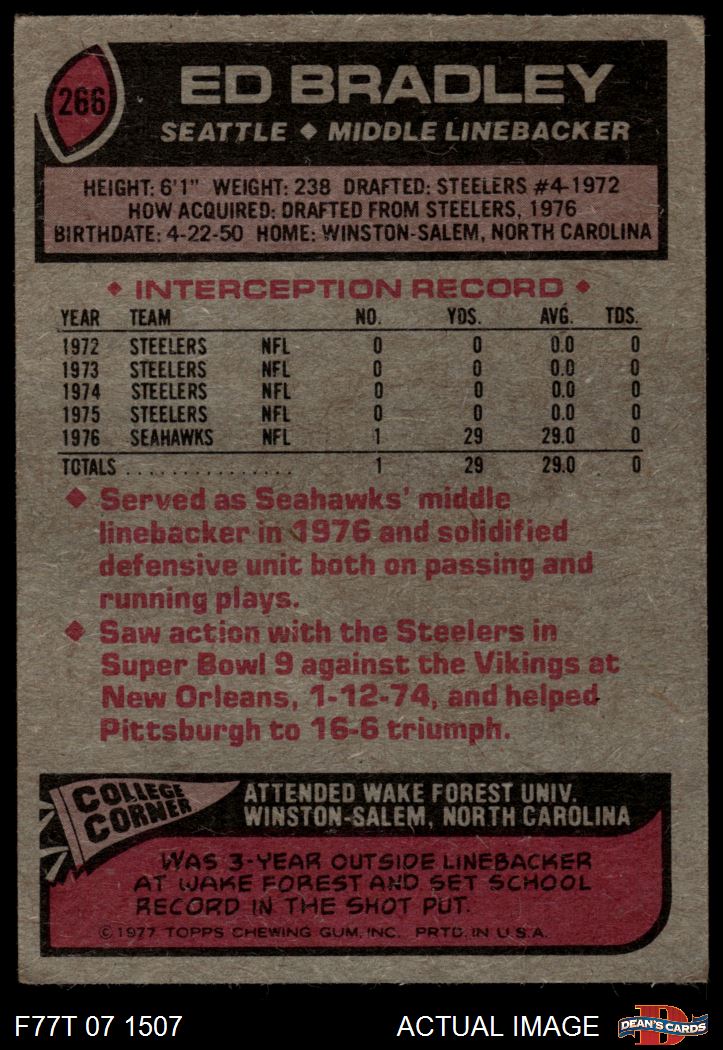 266
ED BRADLEY
SEATTLE ◆ MIDDLE LINEBACKER
HEIGHT: 6'1" WEIGHT: 238 DRAFTED: STEELERS #4-1972
HOW ACQUIRED: DRAFTED FROM STEELERS, 1976
BIRTHDATE: 4-22-50 HOME: WINSTON-SALEM, NORTH CAROLINA
◆ INTERCEPTION RECORD ◆
YEAR TEAM NO. YDS. AVG. TDS.
1972 STEELERS NFL 0 0 0.0 0
1973 STEELERS NFL 0 0 0.0 0
1974 STEELERS NFL 0 0 0.0 0
1975 STEELERS NFL 0 0 0.0 0
1976 SEAHAWKS NFL 1 29 29.0 0
TOTALS . . . . . . . . . . . . . . . 1 29 29.0 0
◆ Served as Seahawks' middle
linebacker in 1976 and solidified
defensive unit both on passing and
running plays.
◆ Saw action with the Steelers in
Super Bowl 9 against the Vikings at
New Orleans, 1-12-74, and helped
Pittsburgh to 16-6 triumph.
COLLEGE
CORNER
ATTENDED WAKE FOREST UNIV.
WINSTON-SALEM, NORTH CAROLINA
WAS 3-YEAR OUTSIDE LINEBACKER
AT WAKE FOREST AND SET SCHOOL
RECORD IN THE SHOT PUT.
© 1977 TOPPS CHEWING GUM, INC. PRTD. IN U.S.A.
F77T 07 1507 ACTUAL IMAGE
D
DEAN'S CARDS